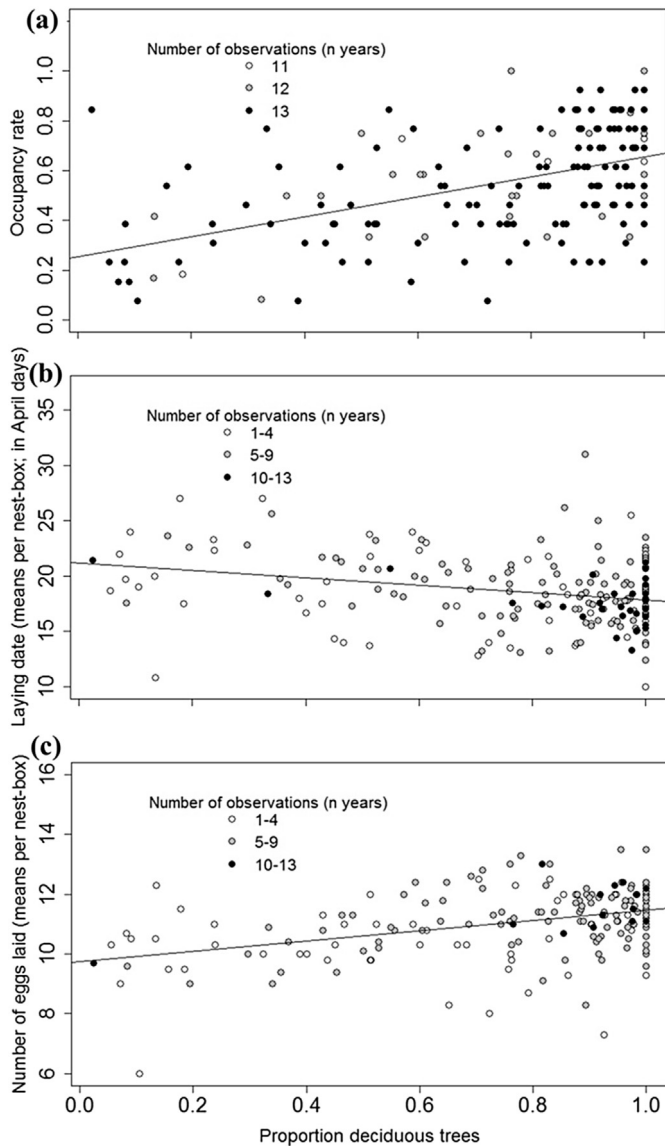 (a)
Number of observations (n years)
11
12
13
Occupancy rate
1.0
0.8
0.6
0.4
0.2
0.0
(b)
Number of observations (n years)
1-4
5-9
10-13
Laying date (means per nest-box; in April days)
35
30
25
20
15
10
(c)
Number of observations (n years)
1-4
5-9
10-13
Number of eggs laid (means per nest-box)
16
14
12
10
8
6
0.0 0.2 0.4 0.6 0.8 1.0
Proportion deciduous trees